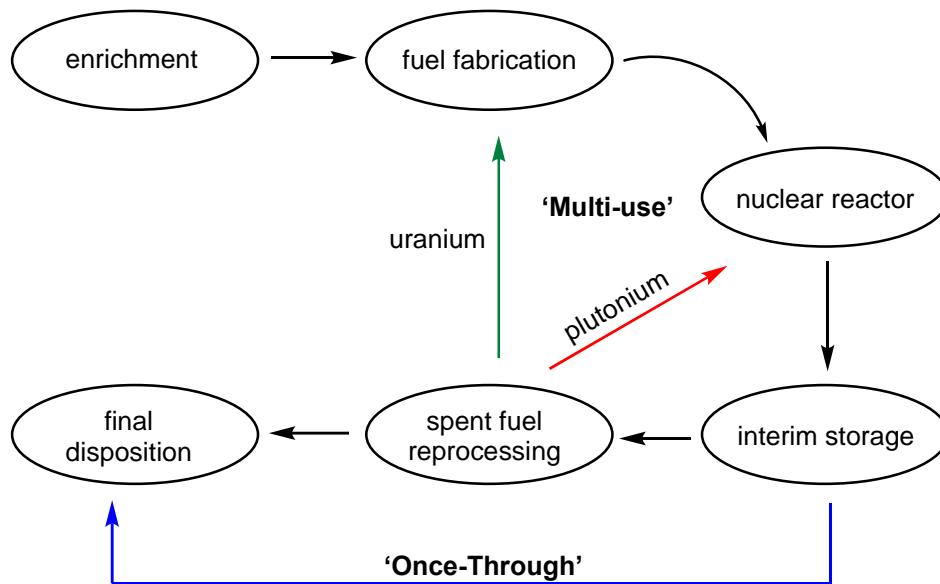 enrichment
fuel fabrication
nuclear reactor
‘Multi-use’
uranium
plutonium
final
disposition
spent fuel
reprocessing
interim storage
‘Once-Through’